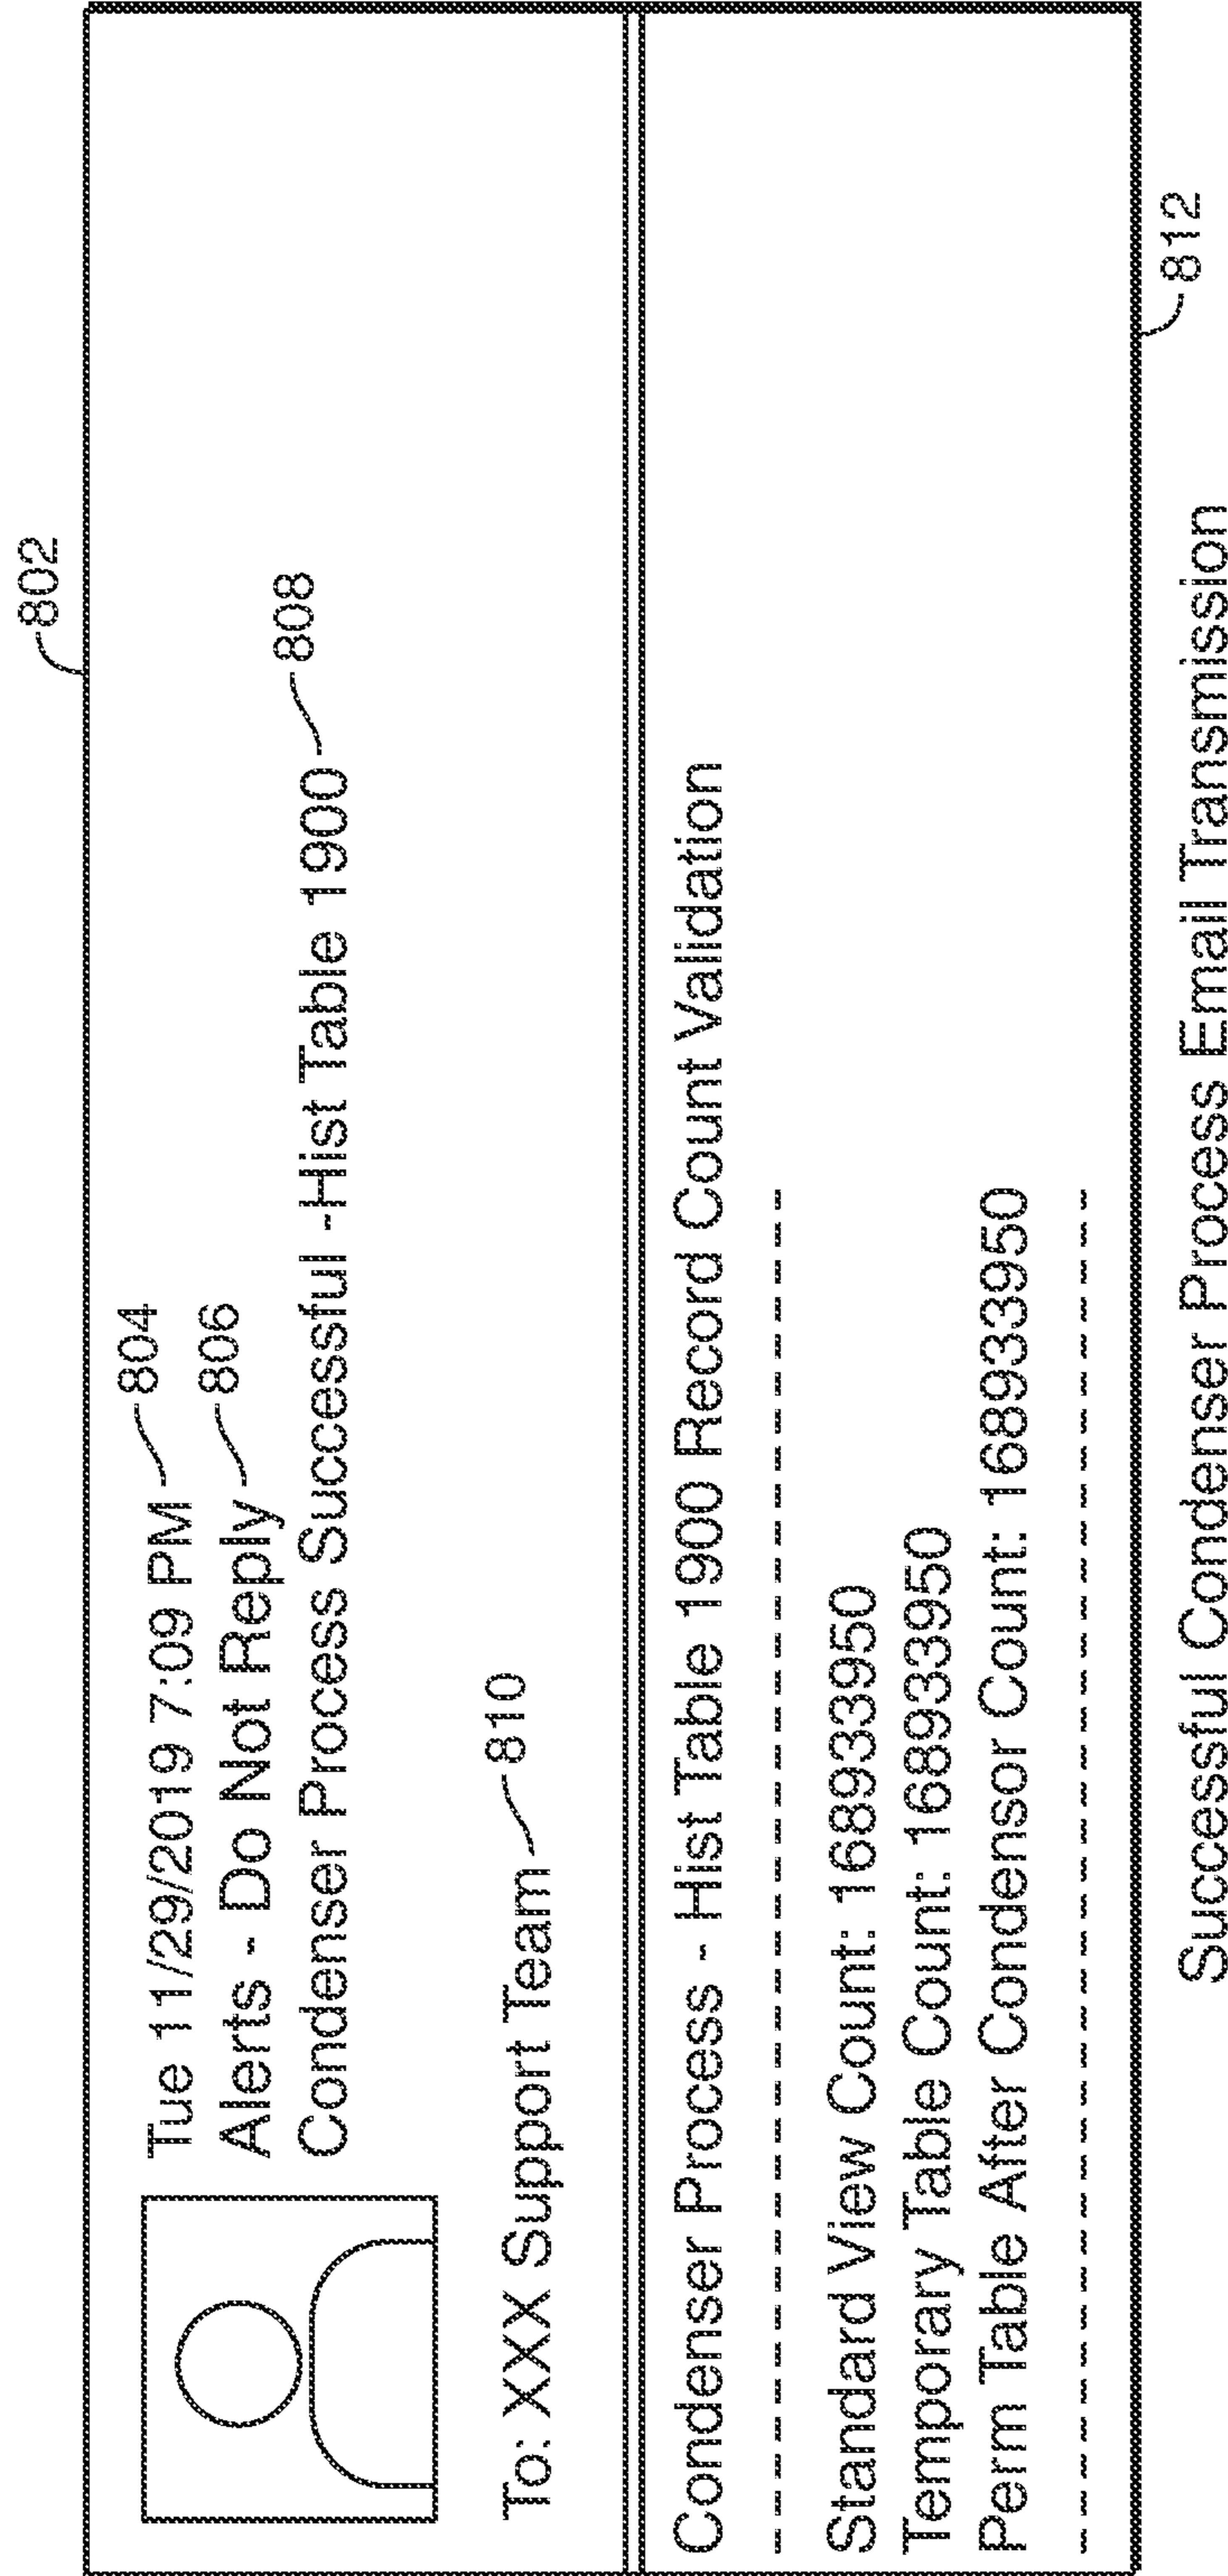 802
Tue 11/29/2019 7:09 PM 804
Alerts - Do Not Reply 806
Condenser Process Successful -Hist Table 1900 808
To: XXX Support Team 810
Condenser Process - Hist Table 1900 Record Count Validation
Standard View Count: 168933950
Temporary Table Count: 168933950
Perm Table After Condensor Count: 168933950
812
Successful Condenser Process Email Transmission